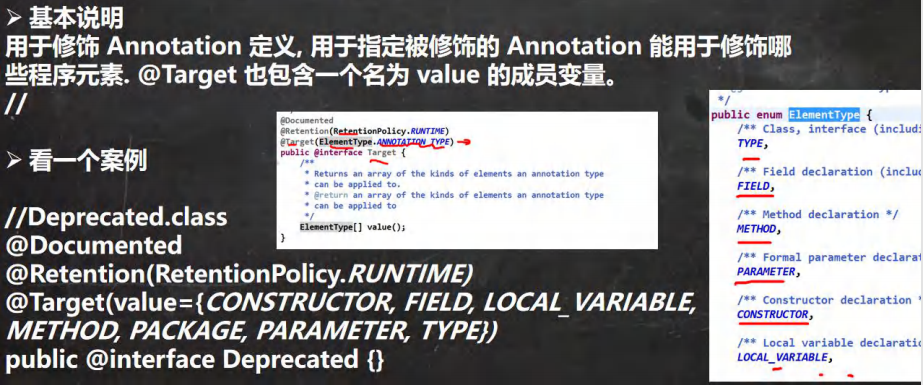 ➢ 基本说明
用于修饰 Annotation 定义, 用于指定被修饰的 Annotation 能用于修饰哪
些程序元素. @Target 也包含一个名为 value 的成员变量。
//
➢ 看一个案例
//Deprecated.class
@Documented
@Retention(RetentionPolicy.RUNTIME)
@Target(value={CONSTRUCTOR, FIELD, LOCAL_VARIABLE,
METHOD, PACKAGE, PARAMETER, TYPE})
public @interface Deprecated {}
@Documented
@Retention(RetentionPolicy.RUNTIME)
@Target(ElementType.ANNOTATION_TYPE)
public @interface Target {
/**
* Returns an array of the kinds of elements an annotation type
* can be applied to.
* @return an array of the kinds of elements an annotation type
* can be applied to
*/
ElementType[] value();
}
*/
public enum ElementType {
/** Class, interface (includi
TYPE,
/** Field declaration (includ
FIELD,
/** Method declaration */
METHOD,
/** Formal parameter declarat
PARAMETER,
/** Constructor declaration *
CONSTRUCTOR,
/** Local variable declaratio
LOCAL_VARIABLE,